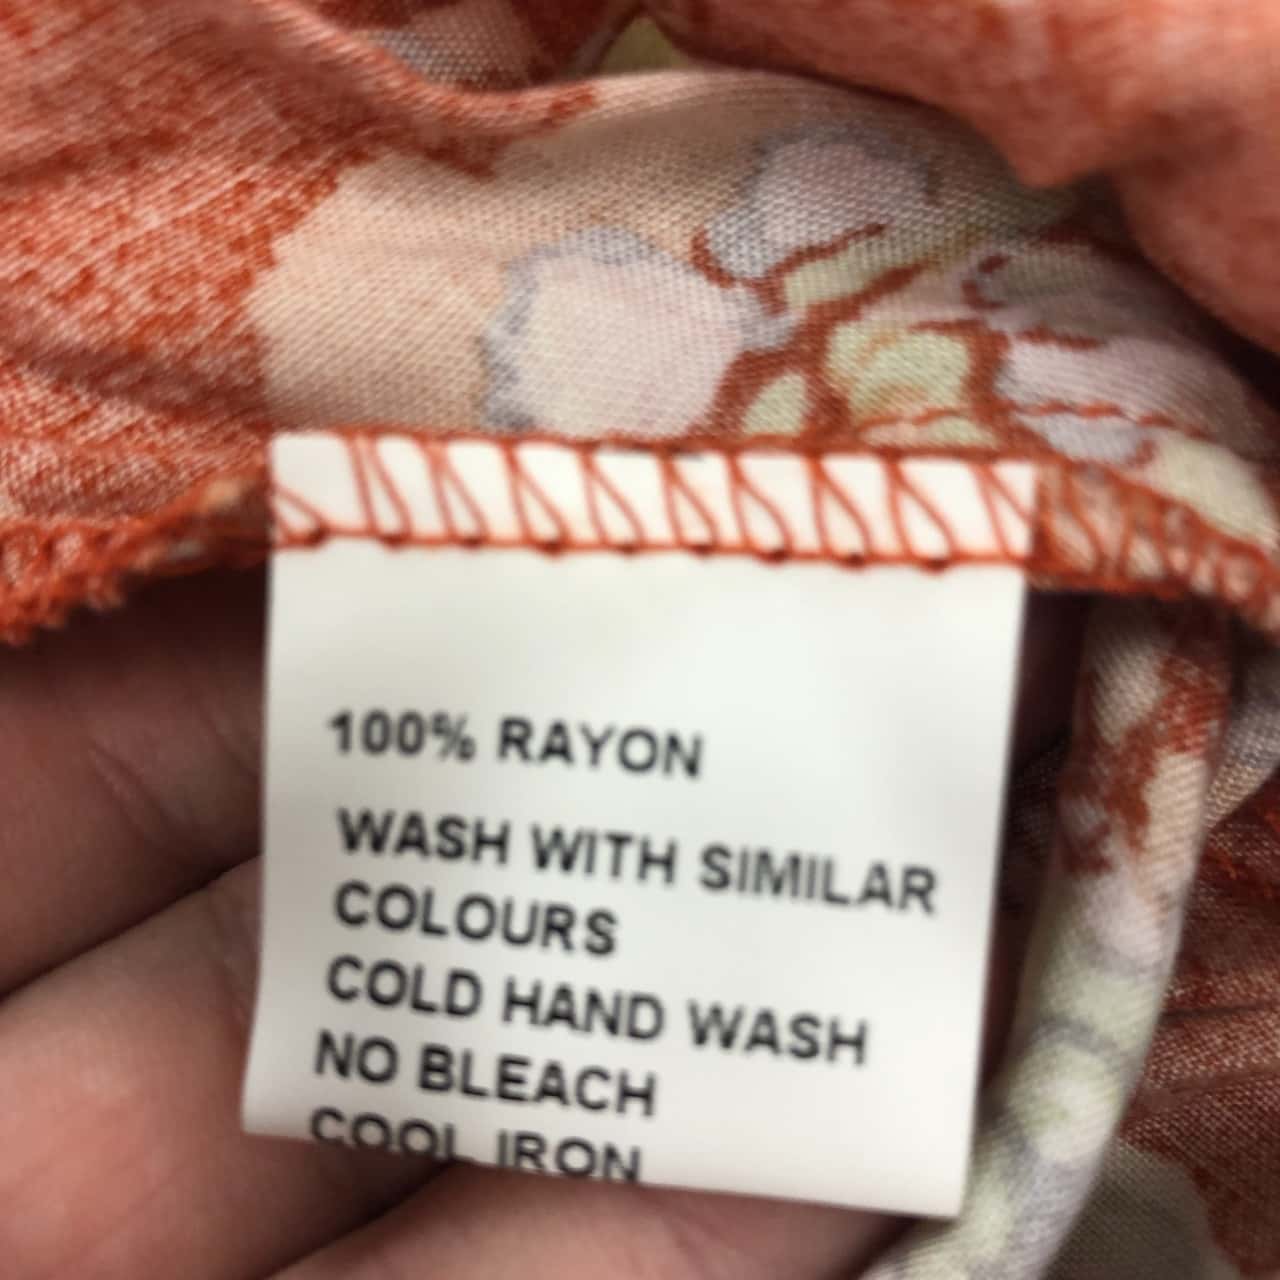 100% RAYON
WASH WITH SIMILAR
COLOURS
COLD HAND WASH
NO BLEACH
COOL IRON